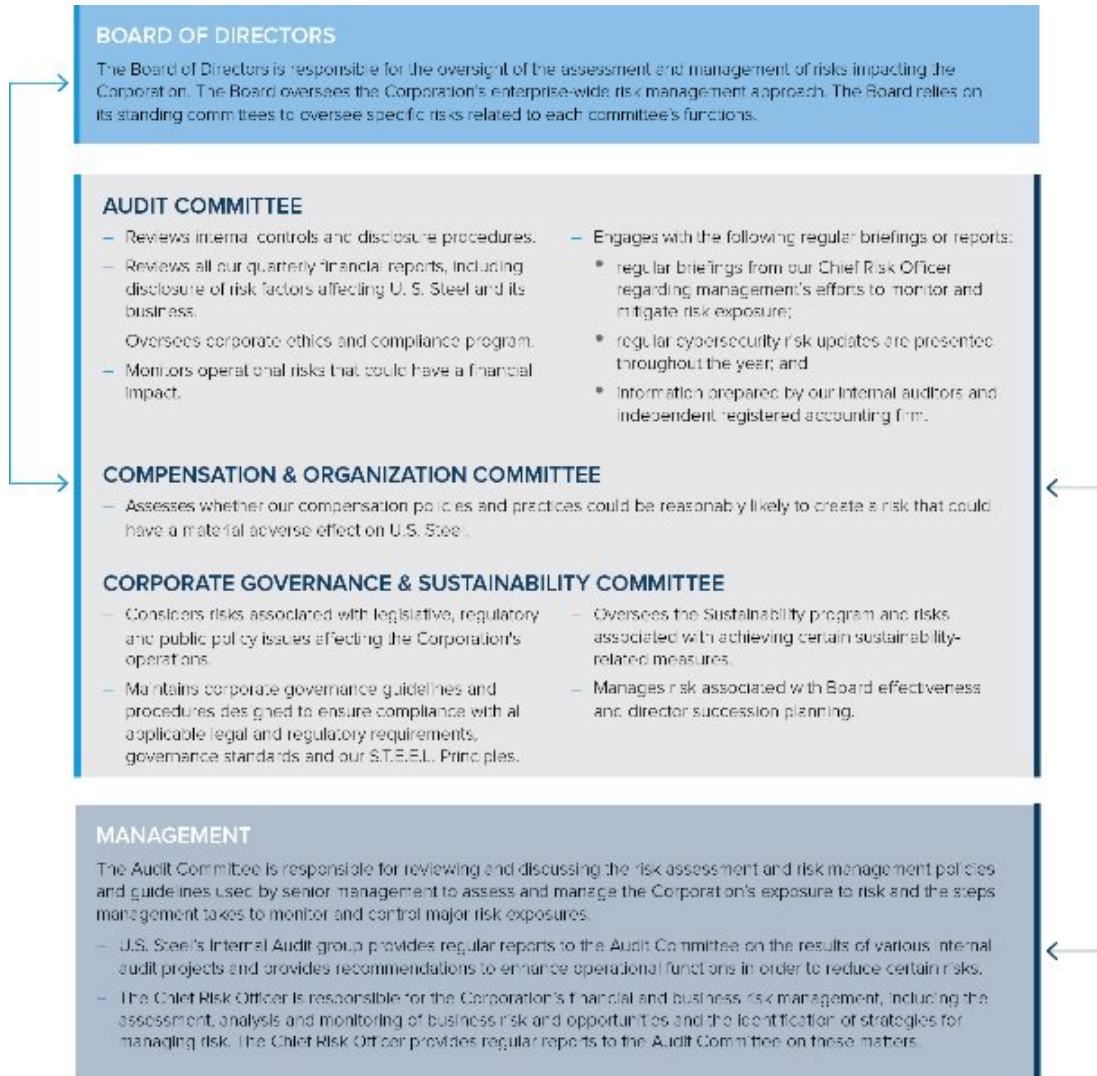 BOARD OF DIRECTORS
The Board of Directors is responsible for the oversight of the assessment and management of risks impacting the
Corporation. The Board oversees the Corporation's enterprise-wide risk management approach. The Board relies on
its standing committees to oversee specific risks related to each committee's functions.
AUDIT COMMITTEE
– Reviews internal controls and disclosure procedures.
– Reviews all our quarterly financial reports, including
disclosure of risk factors affecting U. S. Steel and its
business.
Oversees corporate ethics and compliance program.
– Monitors operational risks that could have a financial
impact.
– Engages with the following regular briefings or reports:
• regular briefings from our Chief Risk Officer
regarding management's efforts to monitor and
mitigate risk exposure;
• regular cybersecurity risk updates are presented
throughout the year; and
• information prepared by our internal auditors and
independent registered accounting firm.
COMPENSATION & ORGANIZATION COMMITTEE
– Assesses whether our compensation policies and practices could be reasonably likely to create a risk that could
have a material adverse effect on U.S. Steel.
CORPORATE GOVERNANCE & SUSTAINABILITY COMMITTEE
– Considers risks associated with legislative, regulatory
and public policy issues affecting the Corporation's
operations.
– Maintains corporate governance guidelines and
procedures designed to ensure compliance with all
applicable legal and regulatory requirements,
governance standards and our S.T.E.E.L. Principles.
– Oversees the Sustainability program and risks
associated with achieving certain sustainability-
related measures.
– Manages risk associated with Board effectiveness
and director succession planning.
MANAGEMENT
The Audit Committee is responsible for reviewing and discussing the risk assessment and risk management policies
and guidelines used by senior management to assess and manage the Corporation's exposure to risk and the steps
management takes to monitor and control major risk exposures.
– U.S. Steel's Internal Audit group provides regular reports to the Audit Committee on the results of various internal
audit projects and provides recommendations to enhance operational functions in order to reduce certain risks.
– The Chief Risk Officer is responsible for the Corporation's financial and business risk management, including the
assessment, analysis and monitoring of business risk and opportunities and the identification of strategies for
managing risk. The Chief Risk Officer provides regular reports to the Audit Committee on these matters.